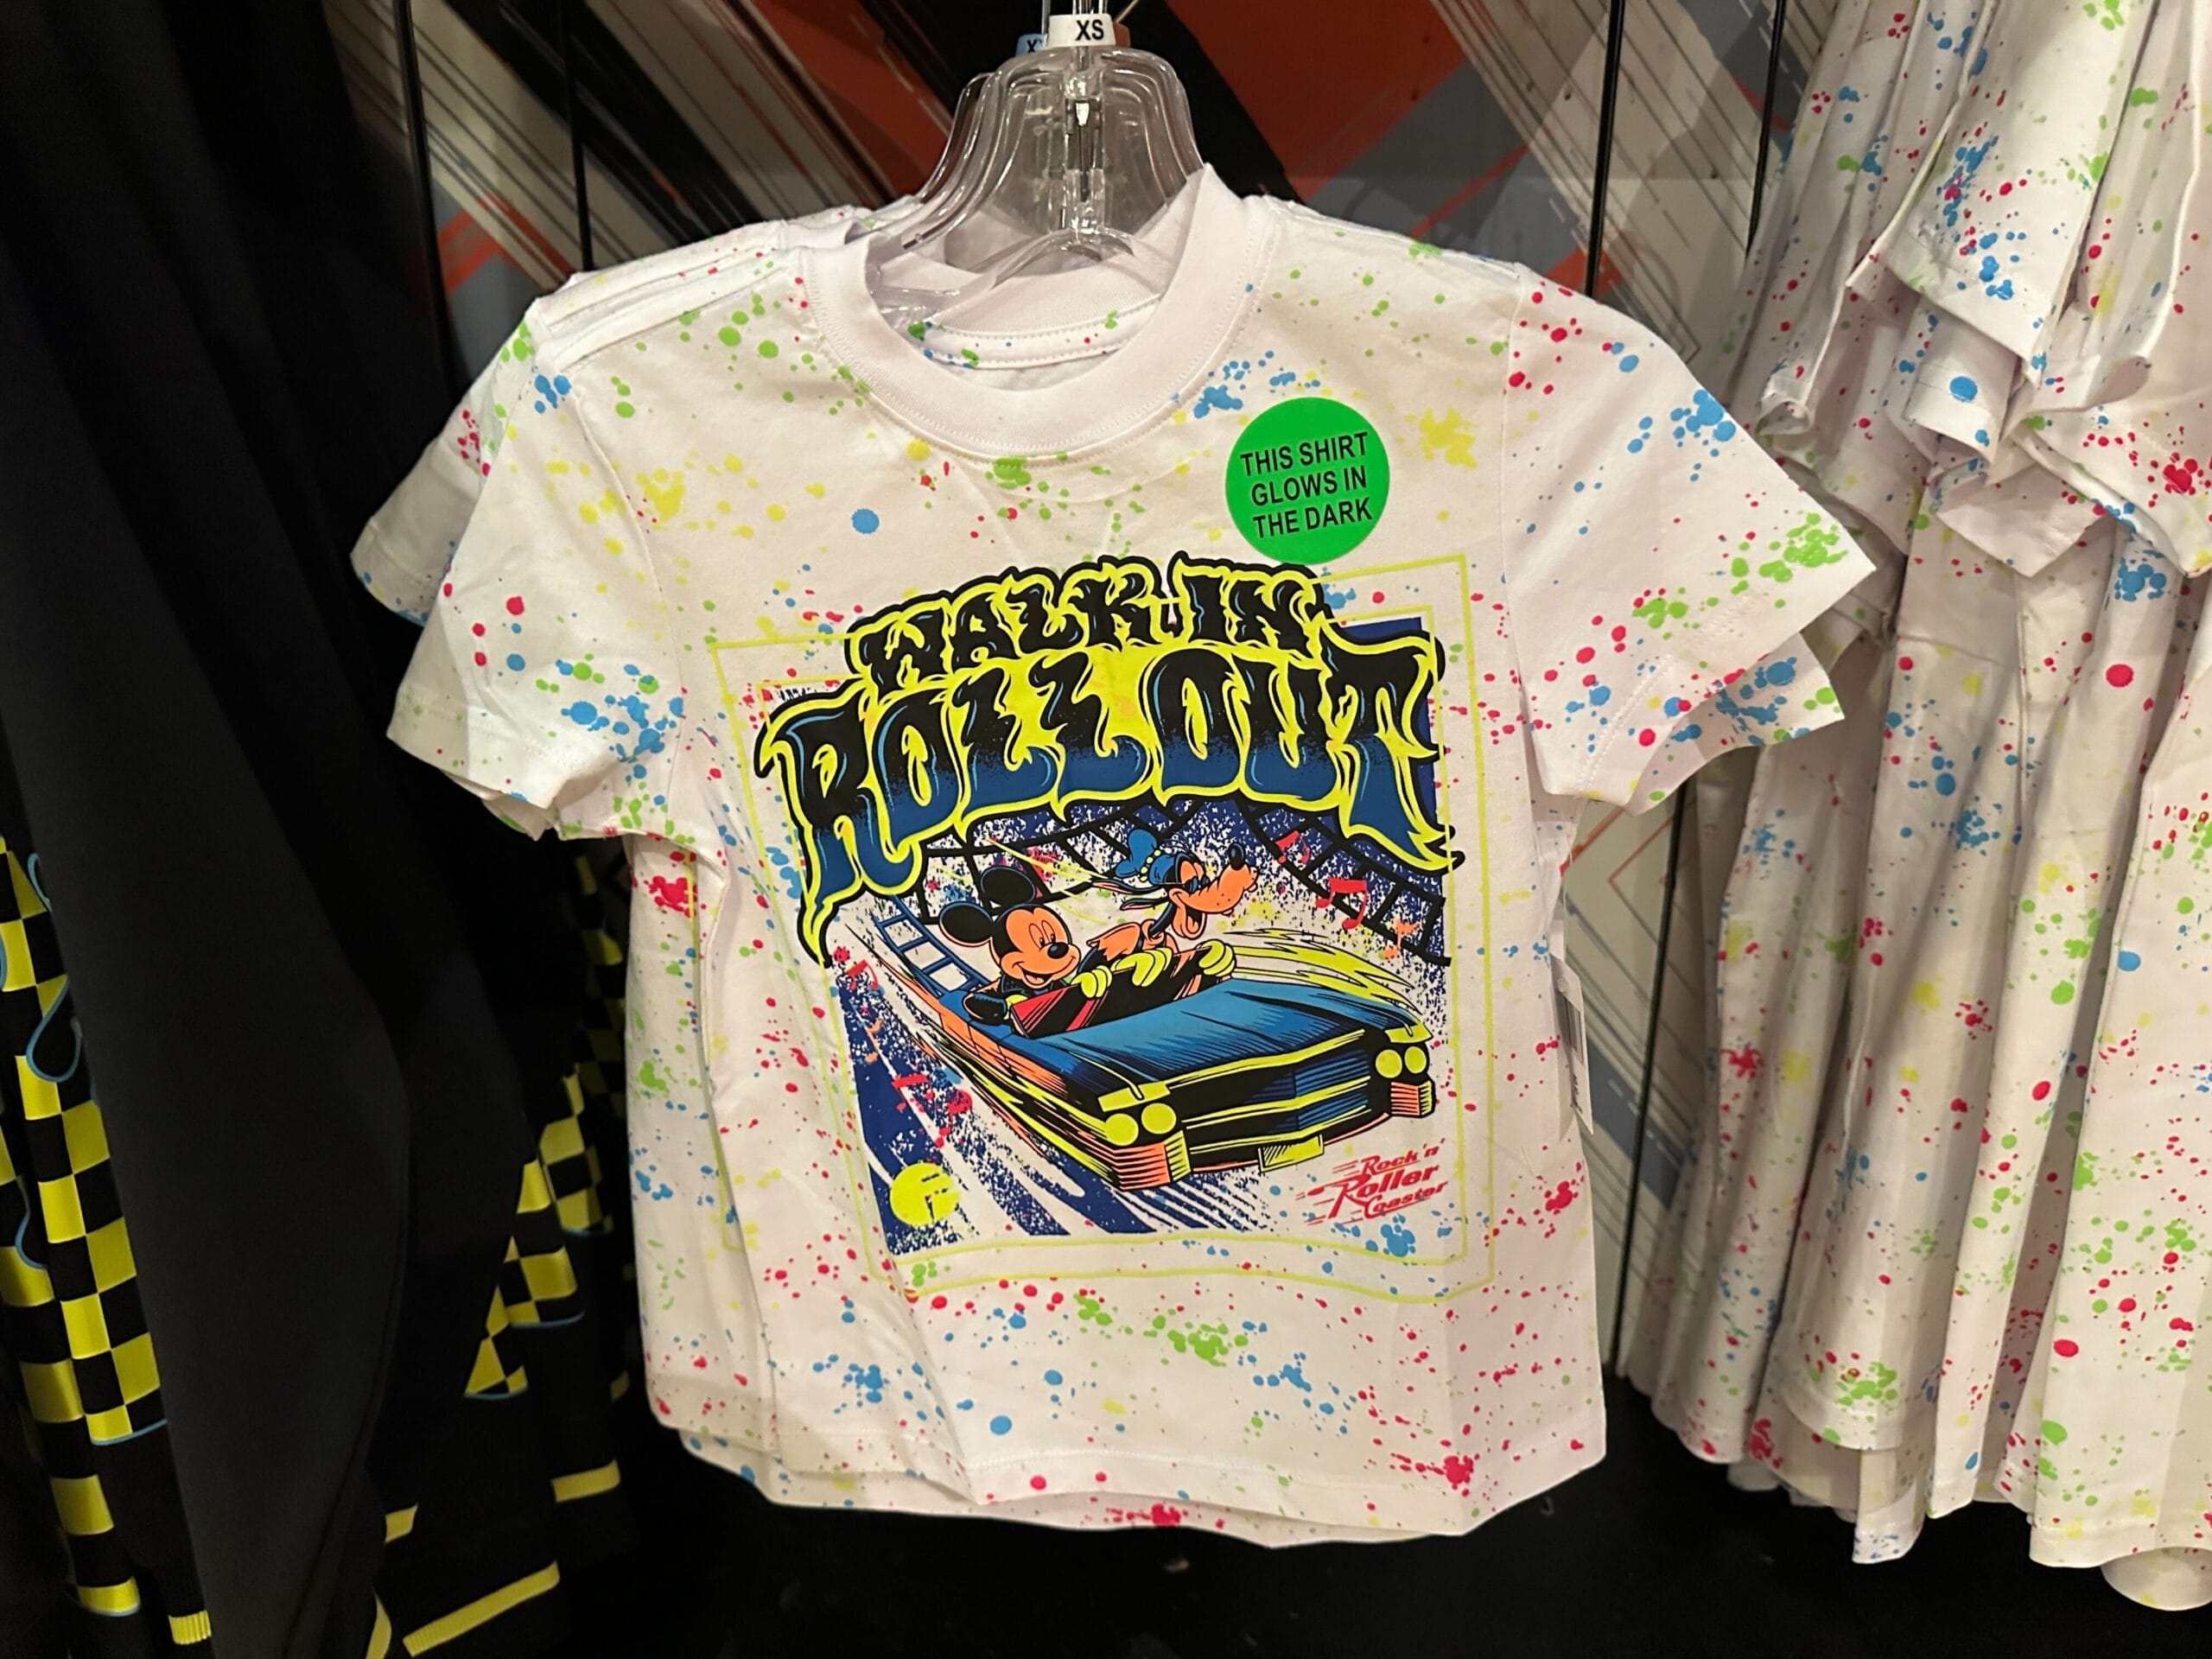 XS
X
THIS SHIRT
GLOWS IN
THE DARK
WALK IN
ROLL OUT
Rock 'n
Roller
Coaster